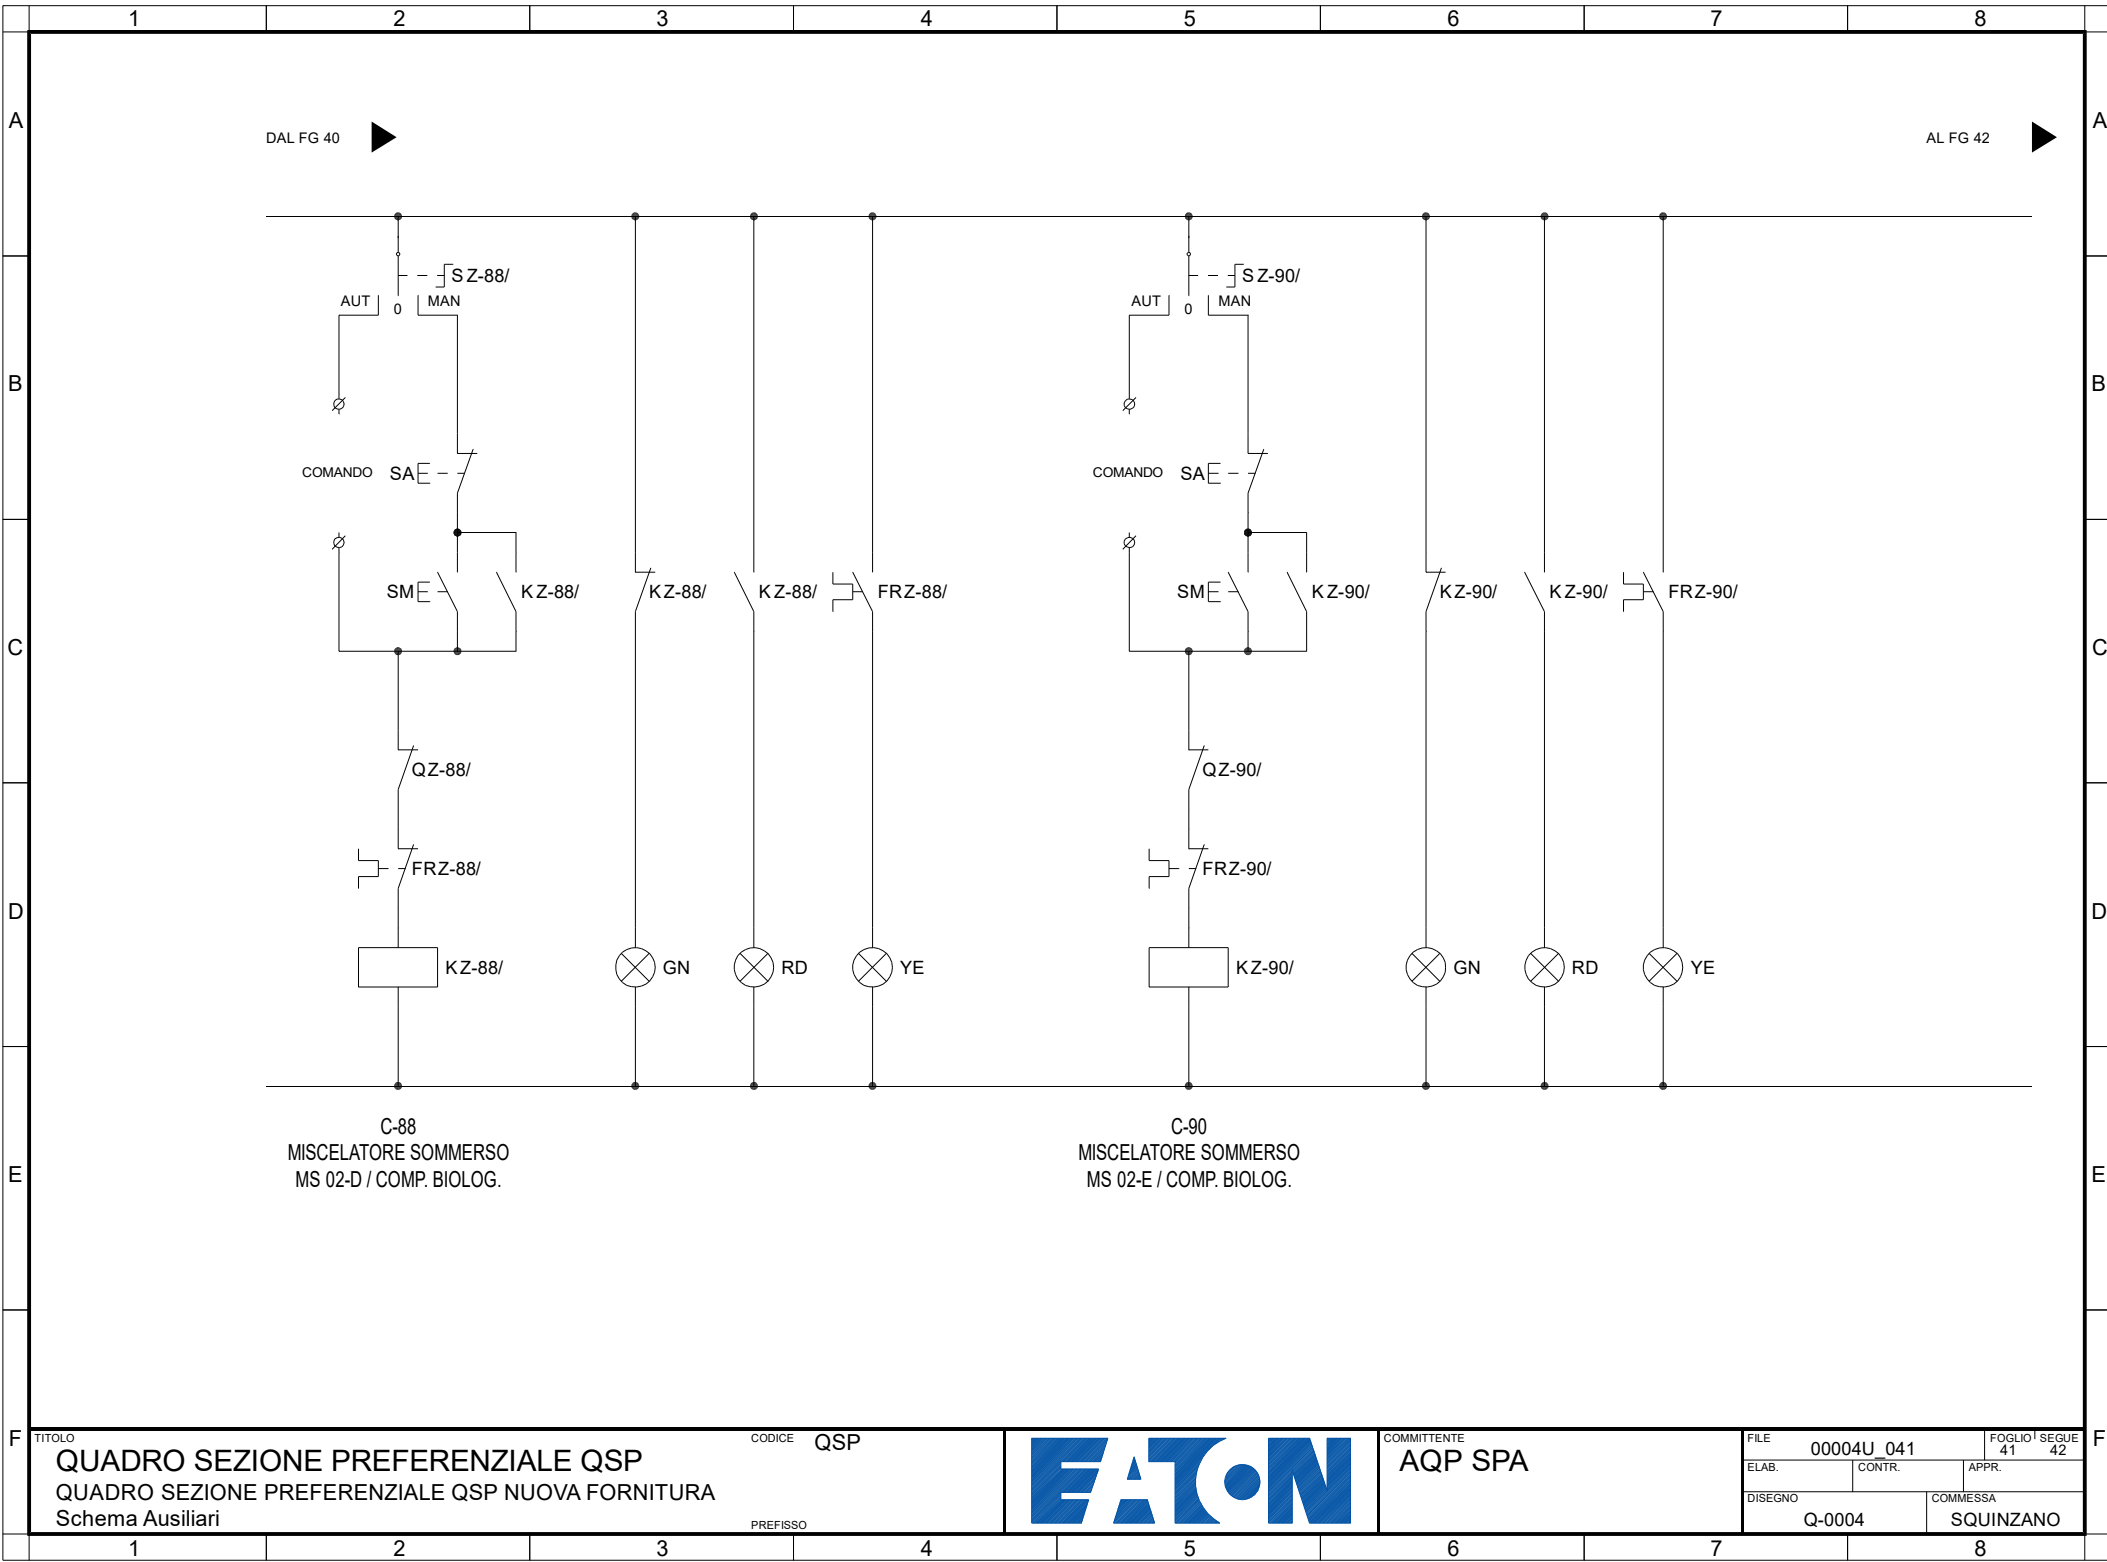 1 2 3 4 5 6 7 8
A A
DAL FG 40 AL FG 42
SZ-88/ SZ-90/
AUT 0 MAN AUT 0 MAN
B B
COMANDO SA COMANDO SA
SM KZ-88/ KZ-88/ KZ-88/ FRZ-88/ SM KZ-90/ KZ-90/ KZ-90/ FRZ-90/
C C
QZ-88/ QZ-90/
FRZ-88/ FRZ-90/
D D
KZ-88/ GN RD YE KZ-90/ GN RD YE
C-88 C-90
MISCELATORE SOMMERSO MISCELATORE SOMMERSO
MS 02-D / COMP. BIOLOG. MS 02-E / COMP. BIOLOG.
E E
F F
TITOLO
QUADRO SEZIONE PREFERENZIALE QSP
QUADRO SEZIONE PREFERENZIALE QSP NUOVA FORNITURA
Schema Ausiliari
CODICE QSP
PREFISSO
EATON
COMMITTENTE
AQP SPA
FILE 00004U_041
FOGLIO 41 SEGUE 42
ELAB. CONTR. APPR.
DISEGNO Q-0004
COMMESSA SQUINZANO
1 2 3 4 5 6 7 8